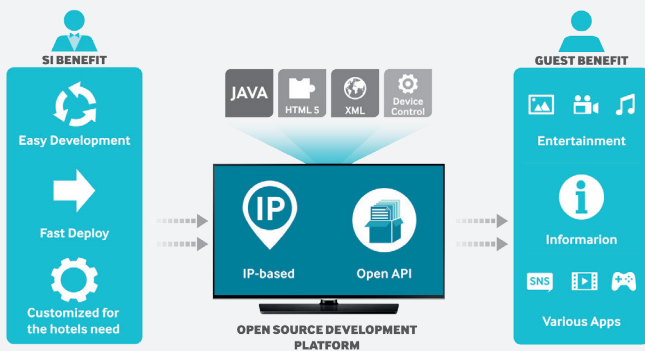 SI BENEFIT
Easy Development
Fast Deploy
Customized for
the hotels need
JAVA
HTML 5
XML
Device
Control
IP
IP-based
Open API
OPEN SOURCE DEVELOPMENT
PLATFORM
GUEST BENEFIT
Entertainment
Informarion
SNS
Various Apps